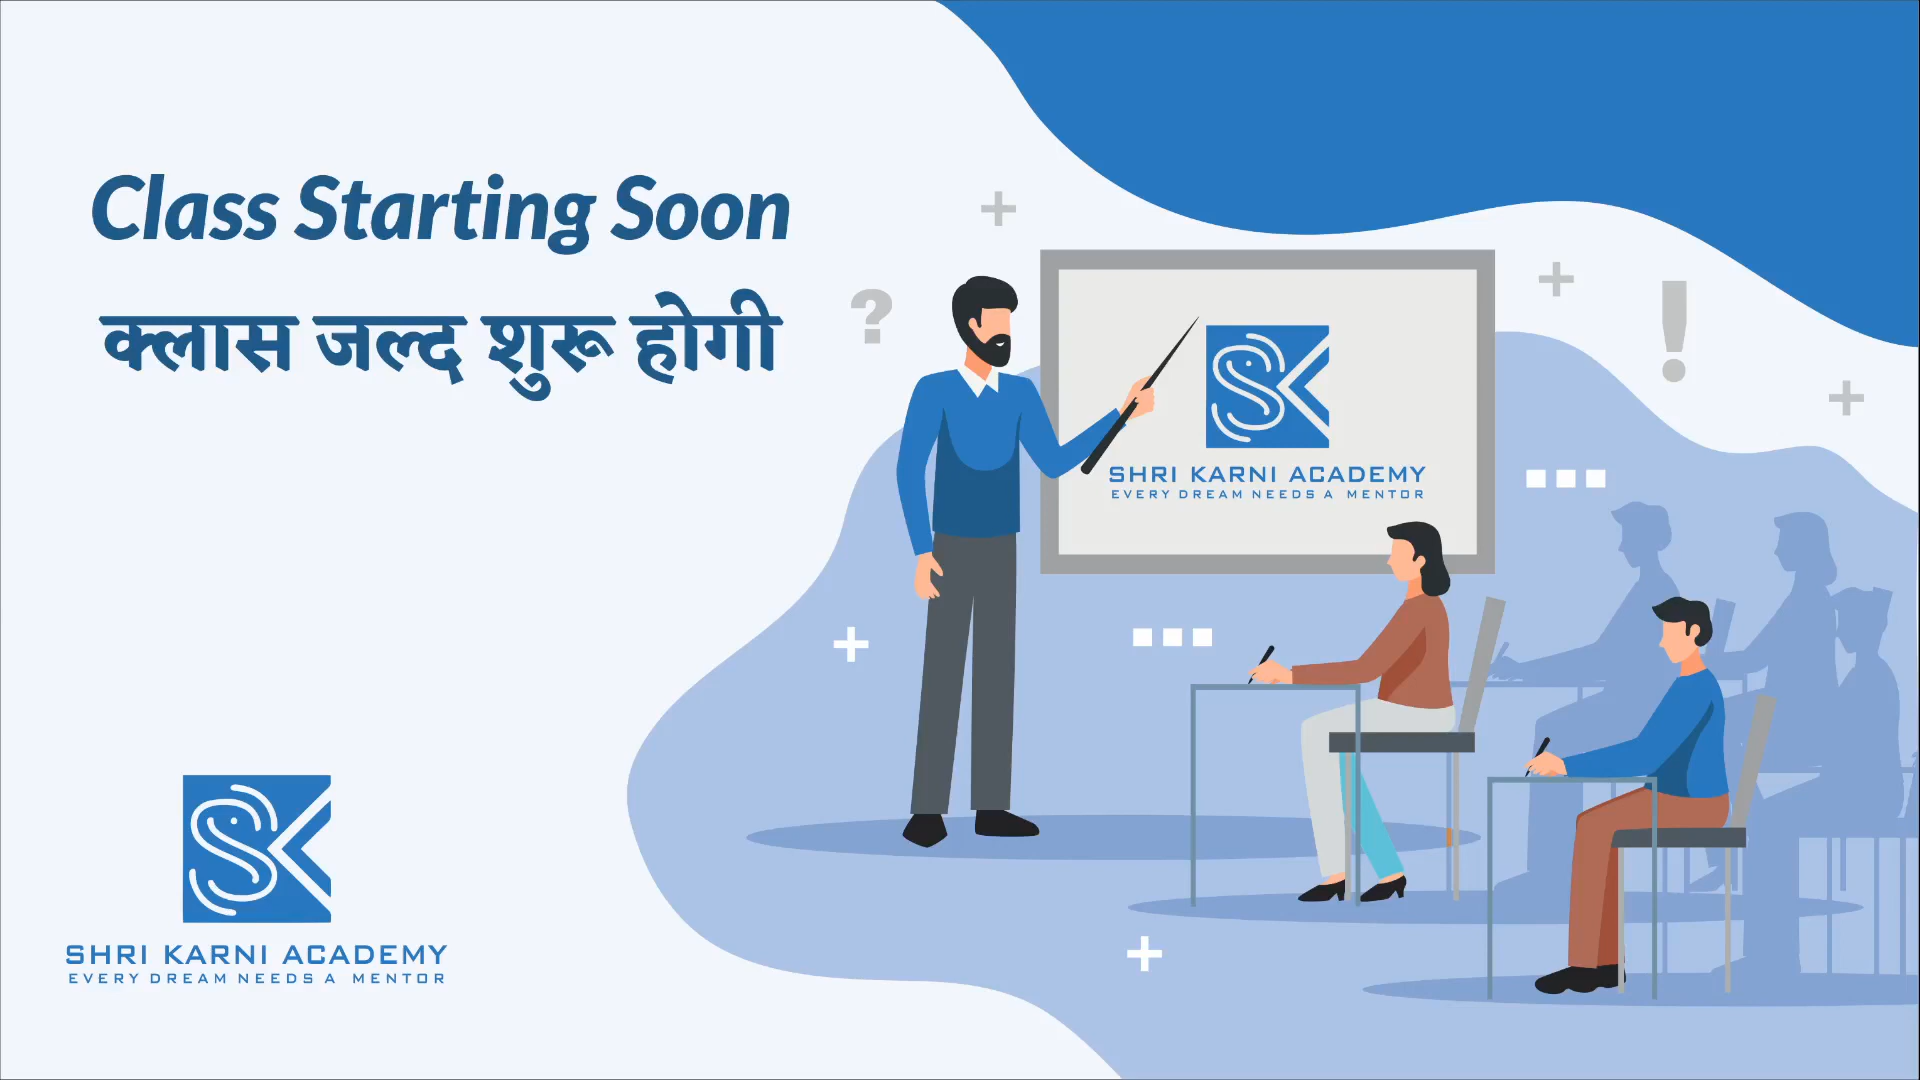 Class Starting Soon
क्लास जल्द शुरू होगी
SHRI KARNI ACADEMY
EVERY DREAM NEEDS A MENTOR
SHRI KARNI ACADEMY
EVERY DREAM NEEDS A MENTOR